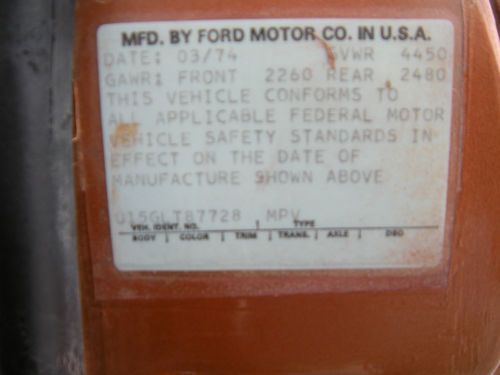 MFD. BY FORD MOTOR CO. IN U.S.A.
DATE: 03/74 GVWR 4450
GAWR: FRONT 2260 REAR 2480
THIS VEHICLE CONFORMS TO
ALL APPLICABLE FEDERAL MOTOR
VEHICLE SAFETY STANDARDS IN
EFFECT ON THE DATE OF
MANUFACTURE SHOWN ABOVE
U15GLT87728 MPV
VEH. IDENT. NO. TYPE
BODY COLOR TRIM TRANS. AXLE DSO